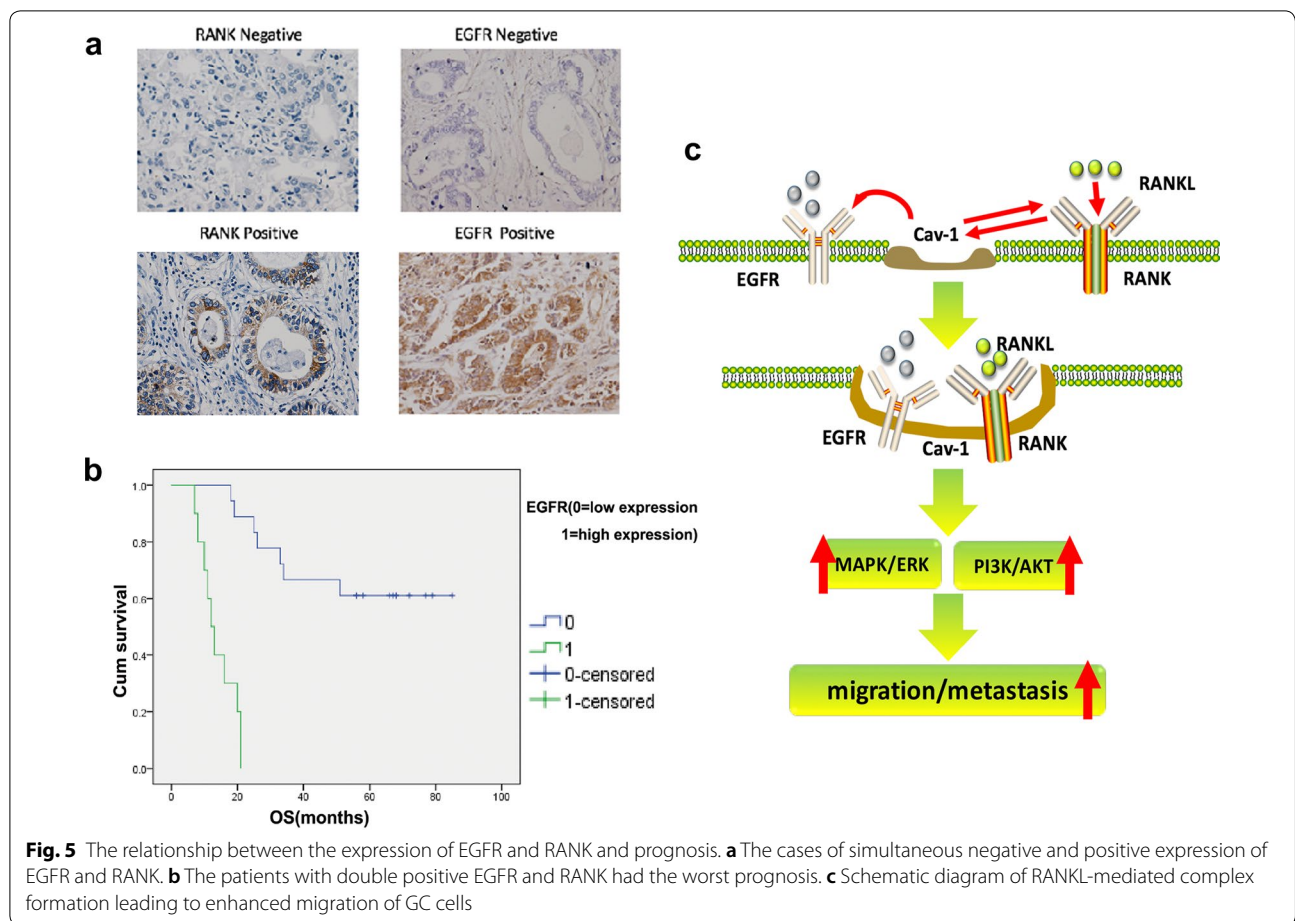 a
RANK Negative
EGFR Negative
RANK Positive
EGFR Positive
b
Cum survival
1.0
0.8
0.6
0.4
0.2
0.0
0
20
40
60
80
100
OS(months)
EGFR(0=low expression
1=high expression)
0
1
0-censored
1-censored
c
RANKL
Cav-1
EGFR
RANK
RANKL
EGFR
Cav-1
RANK
MAPK/ERK
PI3K/AKT
migration/metastasis
Fig. 5 The relationship between the expression of EGFR and RANK and prognosis. a The cases of simultaneous negative and positive expression of
EGFR and RANK. b The patients with double positive EGFR and RANK had the worst prognosis. c Schematic diagram of RANKL-mediated complex
formation leading to enhanced migration of GC cells